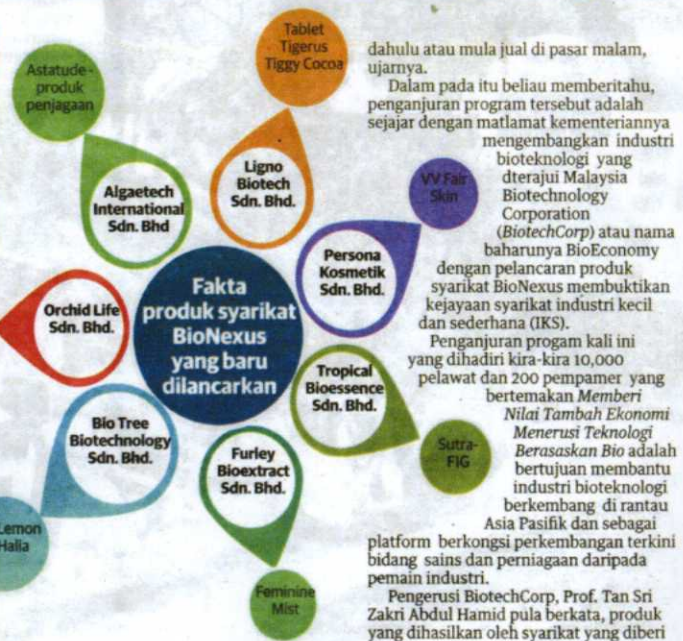 Fakta
produk syarikat
BioNexus
yang baru
dilancarkan
Astatude-
produk
penjagaan
Algaetech
International
Sdn. Bhd
Tablet
Tigerus
Tiggy Cocoa
Ligno
Biotech
Sdn. Bhd.
VV Fair
Skin
Persona
Kosmetik
Sdn. Bhd.
Tropical
Bioessence
Sdn. Bhd.
Sutra-
FIG
Furley
Bioextract
Sdn. Bhd.
Feminine
Mist
Bio Tree
Biotechnology
Sdn. Bhd.
Lemon
Halia
Orchid Life
Sdn. Bhd.
dahulu atau mula jual di pasar malam,
ujarnya.
Dalam pada itu beliau memberitahu,
penganjuran program tersebut adalah
sejajar dengan matlamat kementeriannya
mengembangkan industri
bioteknologi yang
dterajui Malaysia
Biotechnology
Corporation
(BiotechCorp) atau nama
baharunya BioEconomy
dengan pelancaran produk
syarikat BioNexus membuktikan
kejayaan syarikat industri kecil
dan sederhana (IKS).
Penganjuran progam kali ini
yang dihadiri kira-kira 10,000
pelawat dan 200 pempamer yang
bertemakan Memberi
Nilai Tambah Ekonomi
Menerusi Teknologi
Berasaskan Bio adalah
bertujuan membantu
industri bioteknologi
berkembang di rantau
Asia Pasifik dan sebagai
platform berkongsi perkembangan terkini
bidang sains dan perniagaan daripada
pemain industri.
Pengerusi BiotechCorp, Prof. Tan Sri
Zakri Abdul Hamid pula berkata, produk
yang dihasilkan oleh syarikat yang diberi